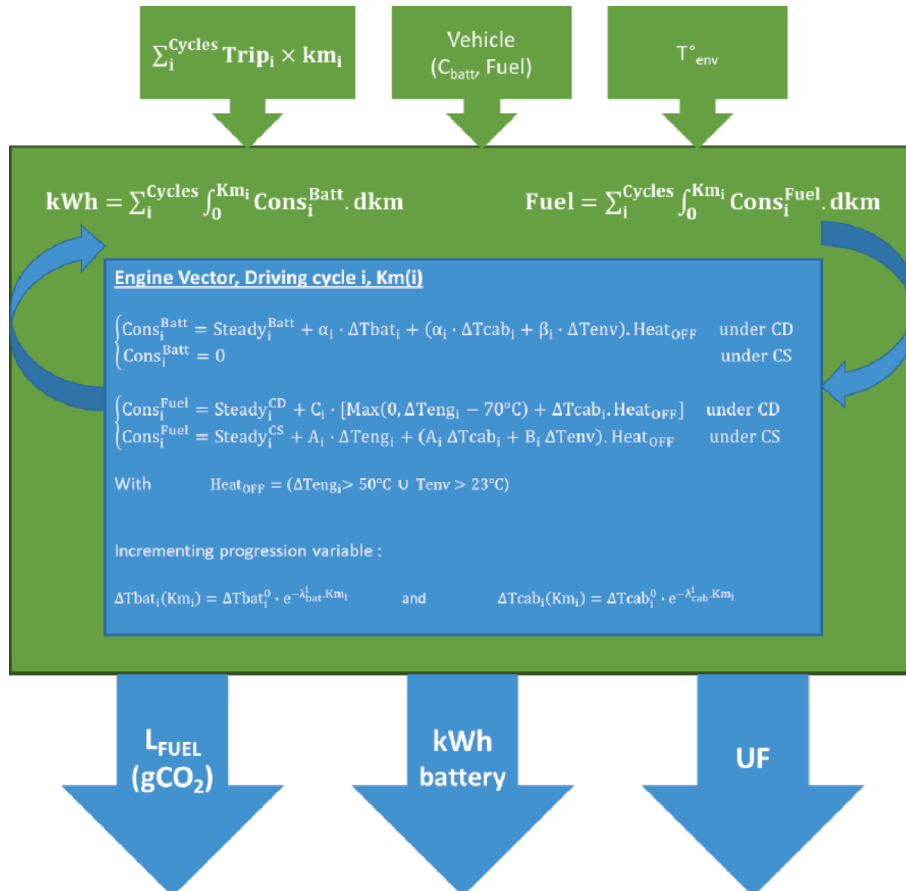 ∑ᵢ^Cycles Tripᵢ × kmᵢ
Vehicle
(C_batt, Fuel)
T°_env
kWh = ∑ᵢ^Cycles ∫₀^Kmᵢ Consᵢ^Batt. dkm
Fuel = ∑ᵢ^Cycles ∫₀^Kmᵢ Consᵢ^Fuel. dkm
Engine Vector, Driving cycle i, Km(i)
Consᵢ^Batt = Steadyᵢ^Batt + αᵢ · ΔTbatᵢ + (αᵢ · ΔTcabᵢ + βᵢ · ΔTenv). Heat_OFF under CD
Consᵢ^Batt = 0 under CS
Consᵢ^Fuel = Steadyᵢ^CD + Cᵢ · [Max(0, ΔTengᵢ − 70°C) + ΔTcabᵢ. Heat_OFF] under CD
Consᵢ^Fuel = Steadyᵢ^CS + Aᵢ · ΔTengᵢ + (Aᵢ ΔTcabᵢ + Bᵢ ΔTenv). Heat_OFF under CS
With Heat_OFF = (ΔTengᵢ> 50°C ∪ Tenv > 23°C)
Incrementing progression variable :
ΔTbatᵢ(Kmᵢ) = ΔTbatᵢ⁰ · e^(−λ_bat^i.Kmᵢ) and ΔTcabᵢ(Kmᵢ) = ΔTcabᵢ⁰ · e^(−λ_cab^i.Kmᵢ)
L_FUEL
(gCO₂)
kWh
battery
UF